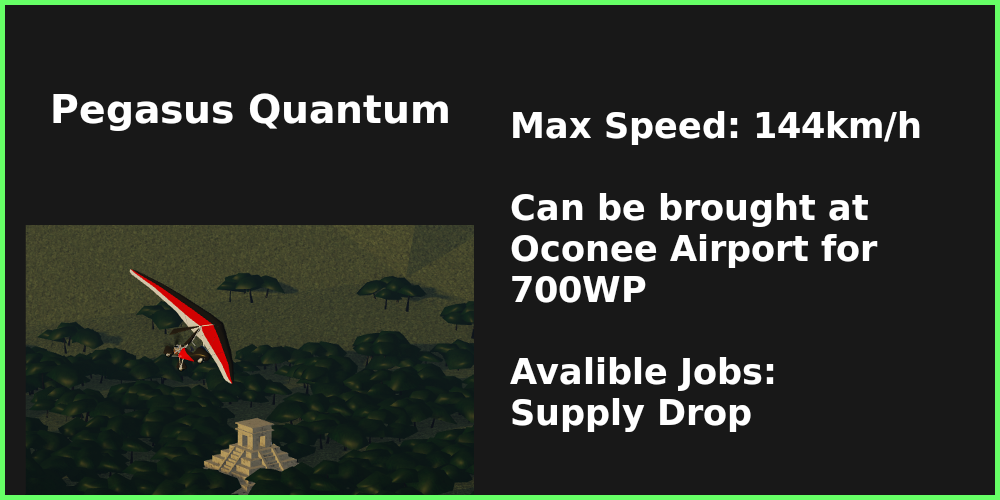 Pegasus Quantum
Max Speed: 144km/h
Can be brought at
Oconee Airport for
700WP
Avalible Jobs:
Supply Drop